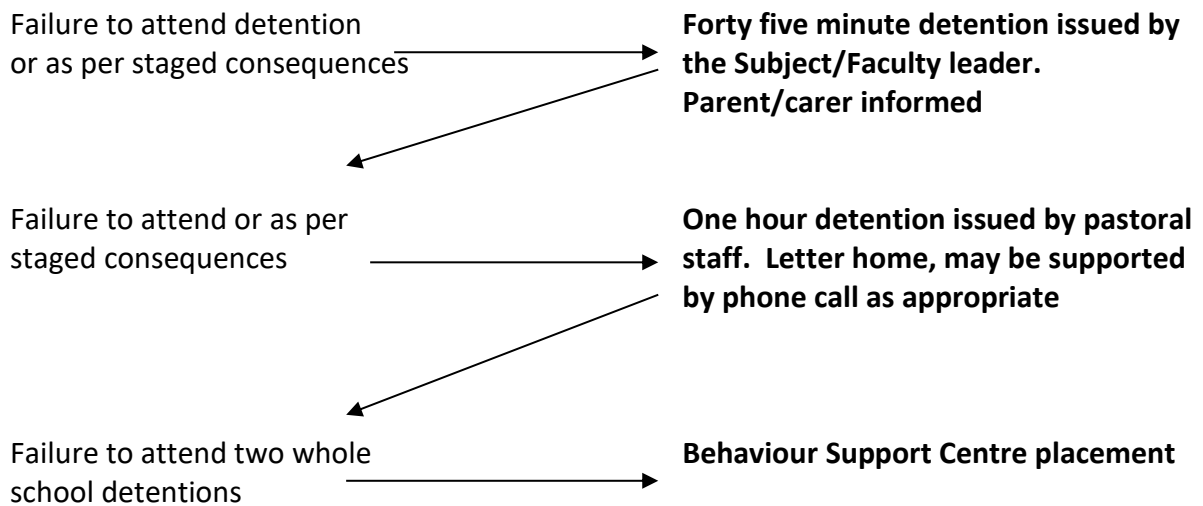 Failure to attend detention
or as per staged consequences
Forty five minute detention issued by
the Subject/Faculty leader.
Parent/carer informed
Failure to attend or as per
staged consequences
One hour detention issued by pastoral
staff.  Letter home, may be supported
by phone call as appropriate
Failure to attend two whole
school detentions
Behaviour Support Centre placement